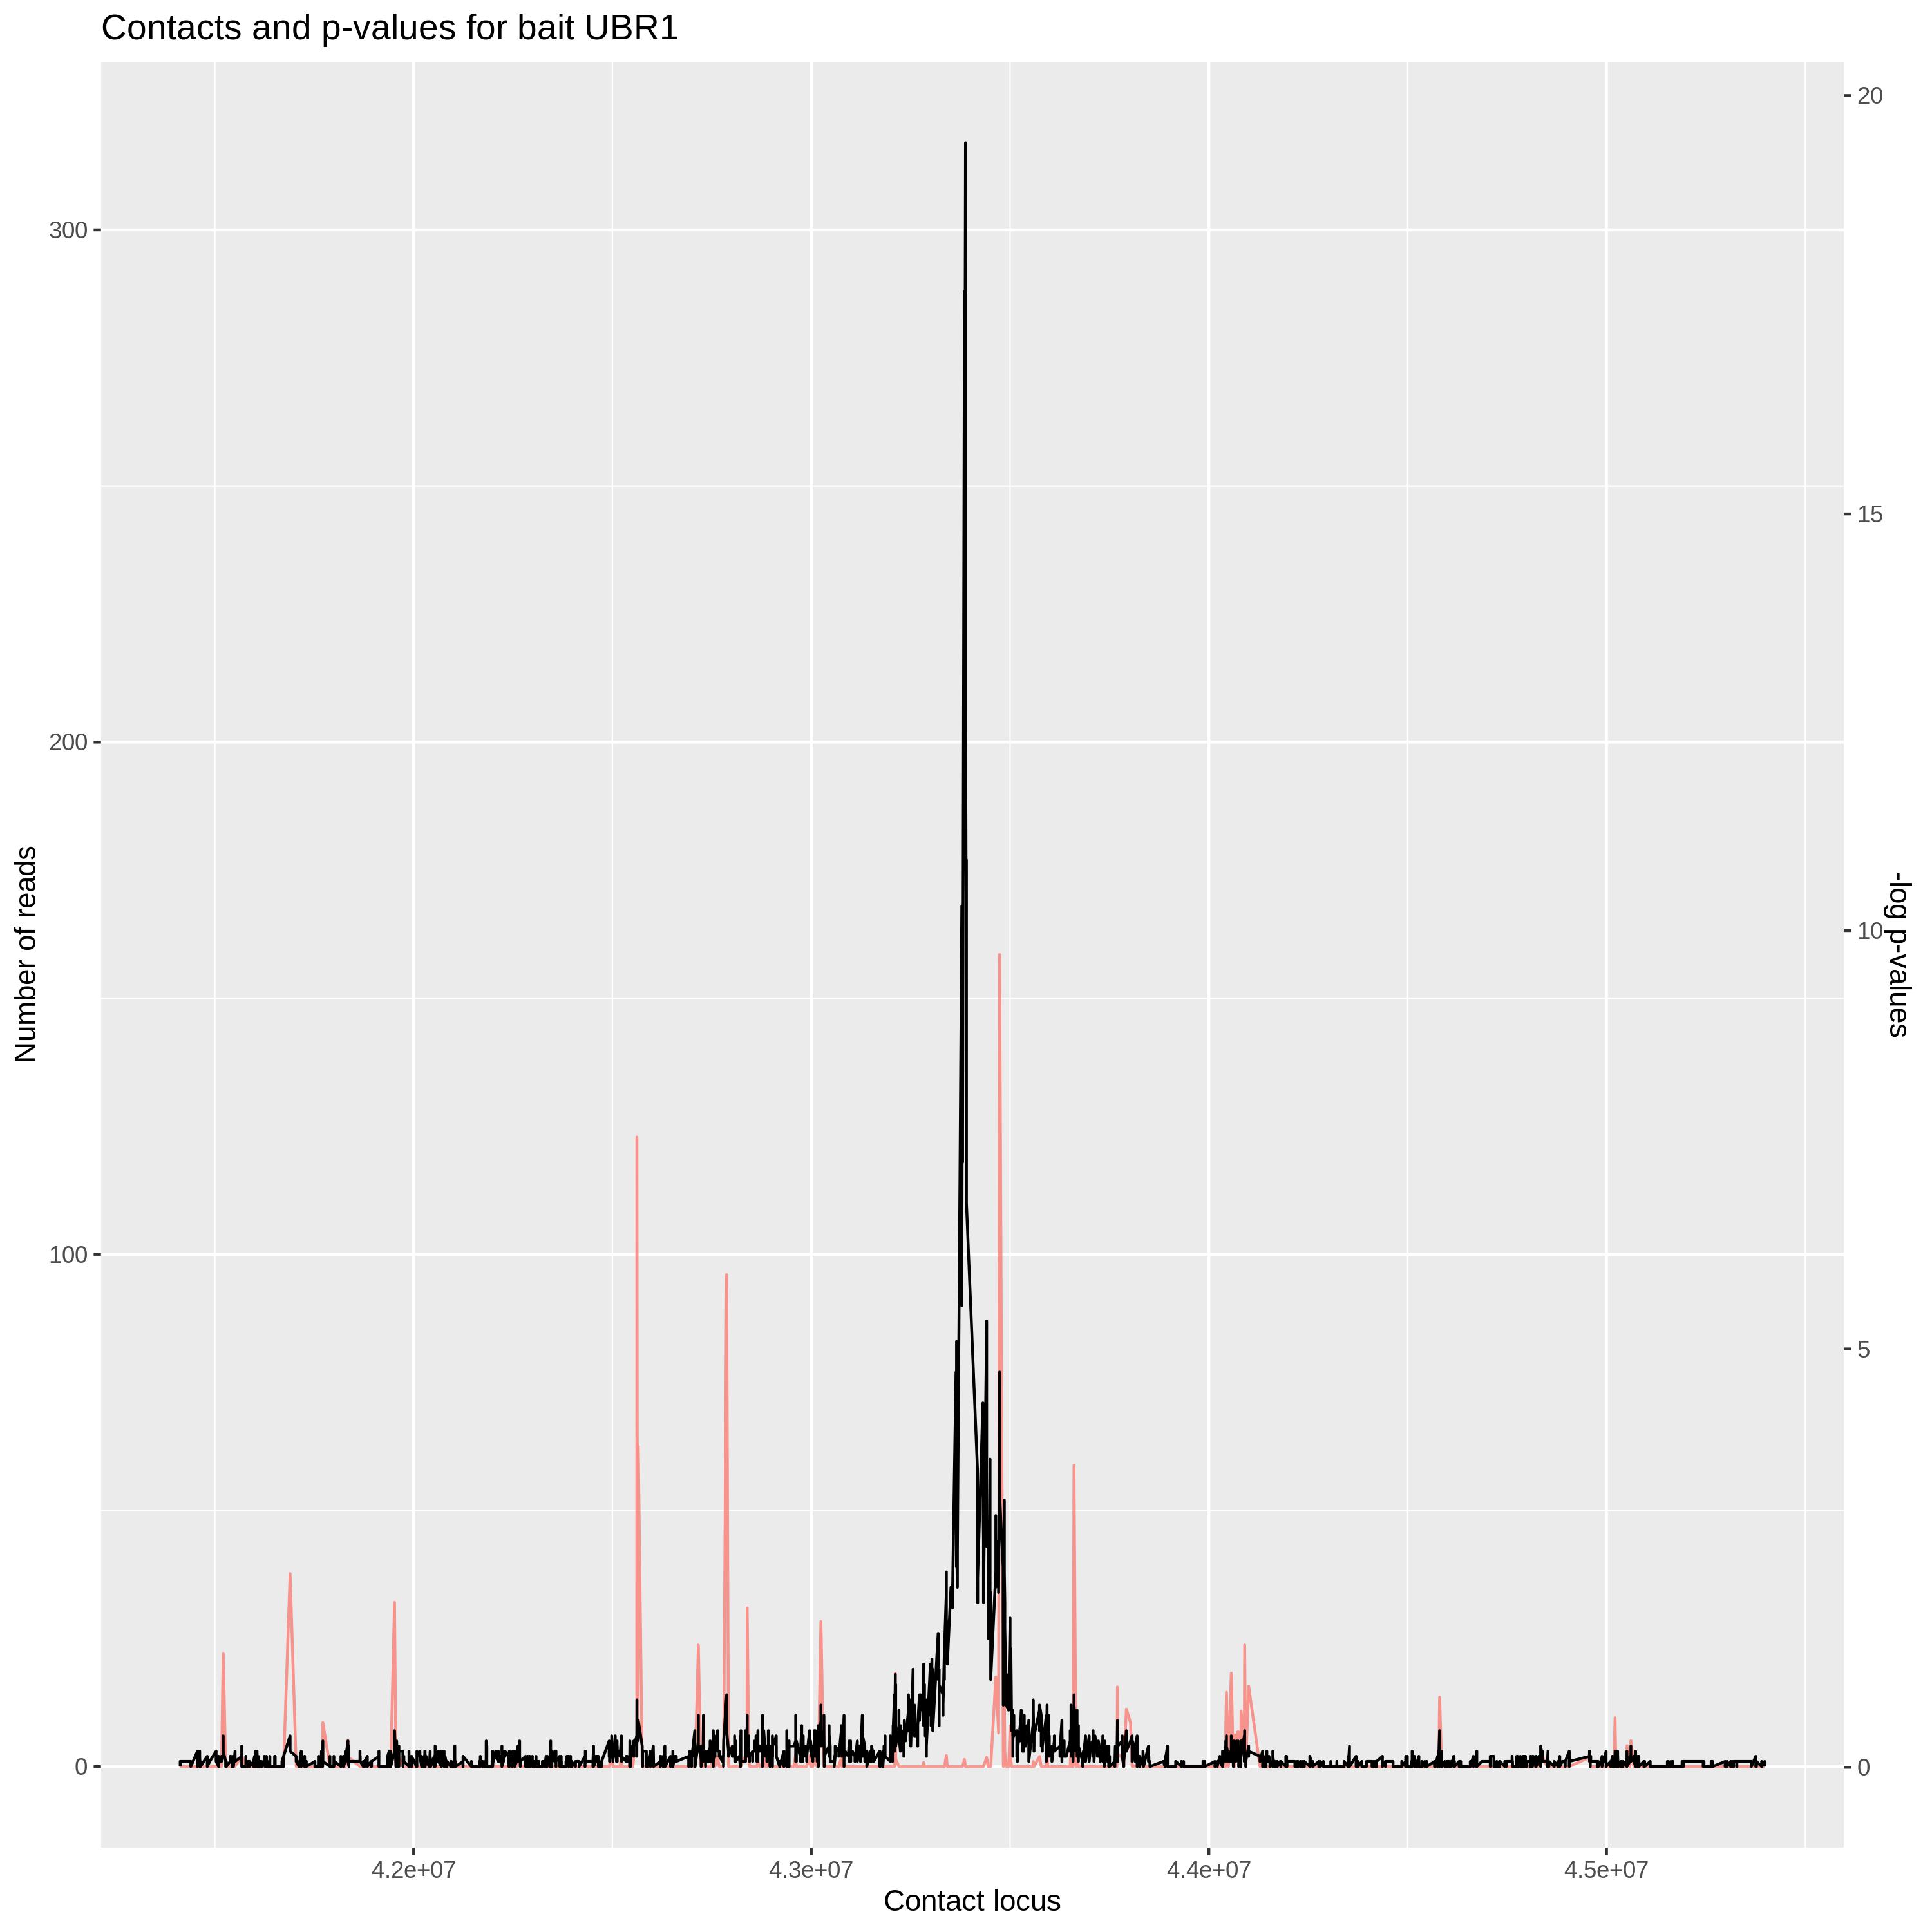 Contacts and p-values for bait UBR1
300
200
100
0
Number of reads
20
15
10
5
0
-log p-values
4.2e+07 4.3e+07 4.4e+07 4.5e+07
Contact locus